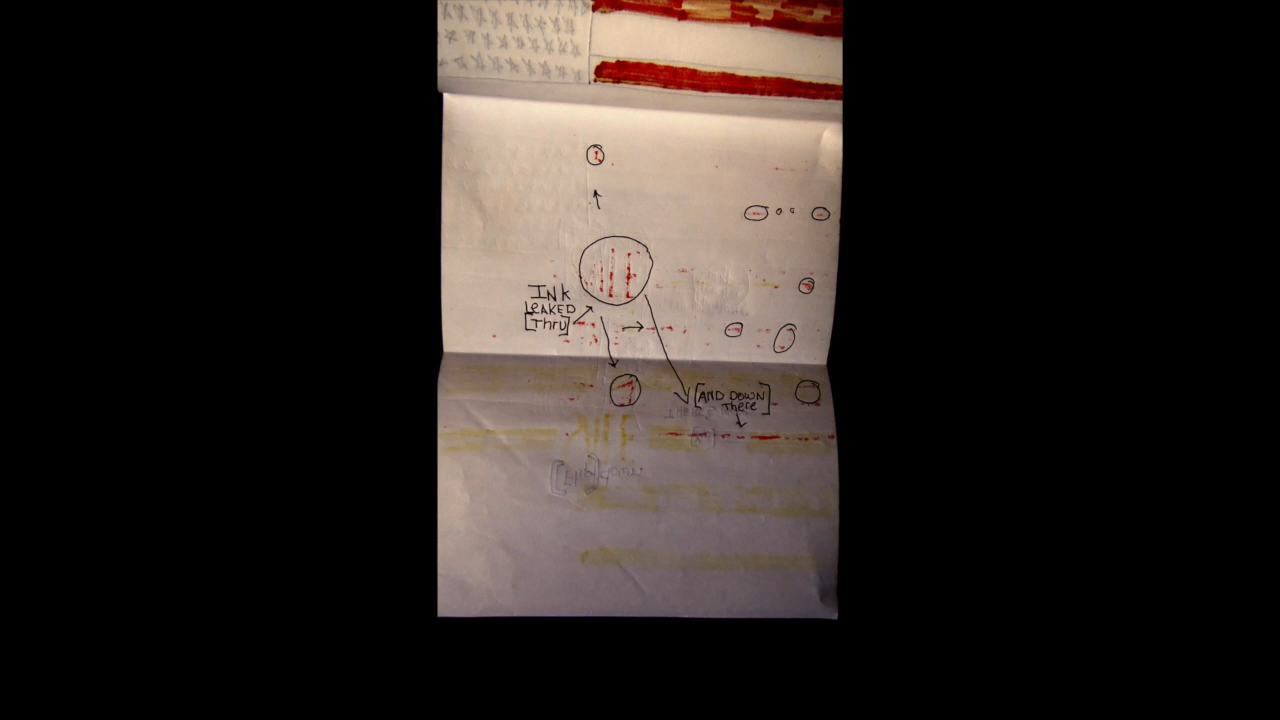 INK
LEAKED
[Thru]
[AND DOWN
There]